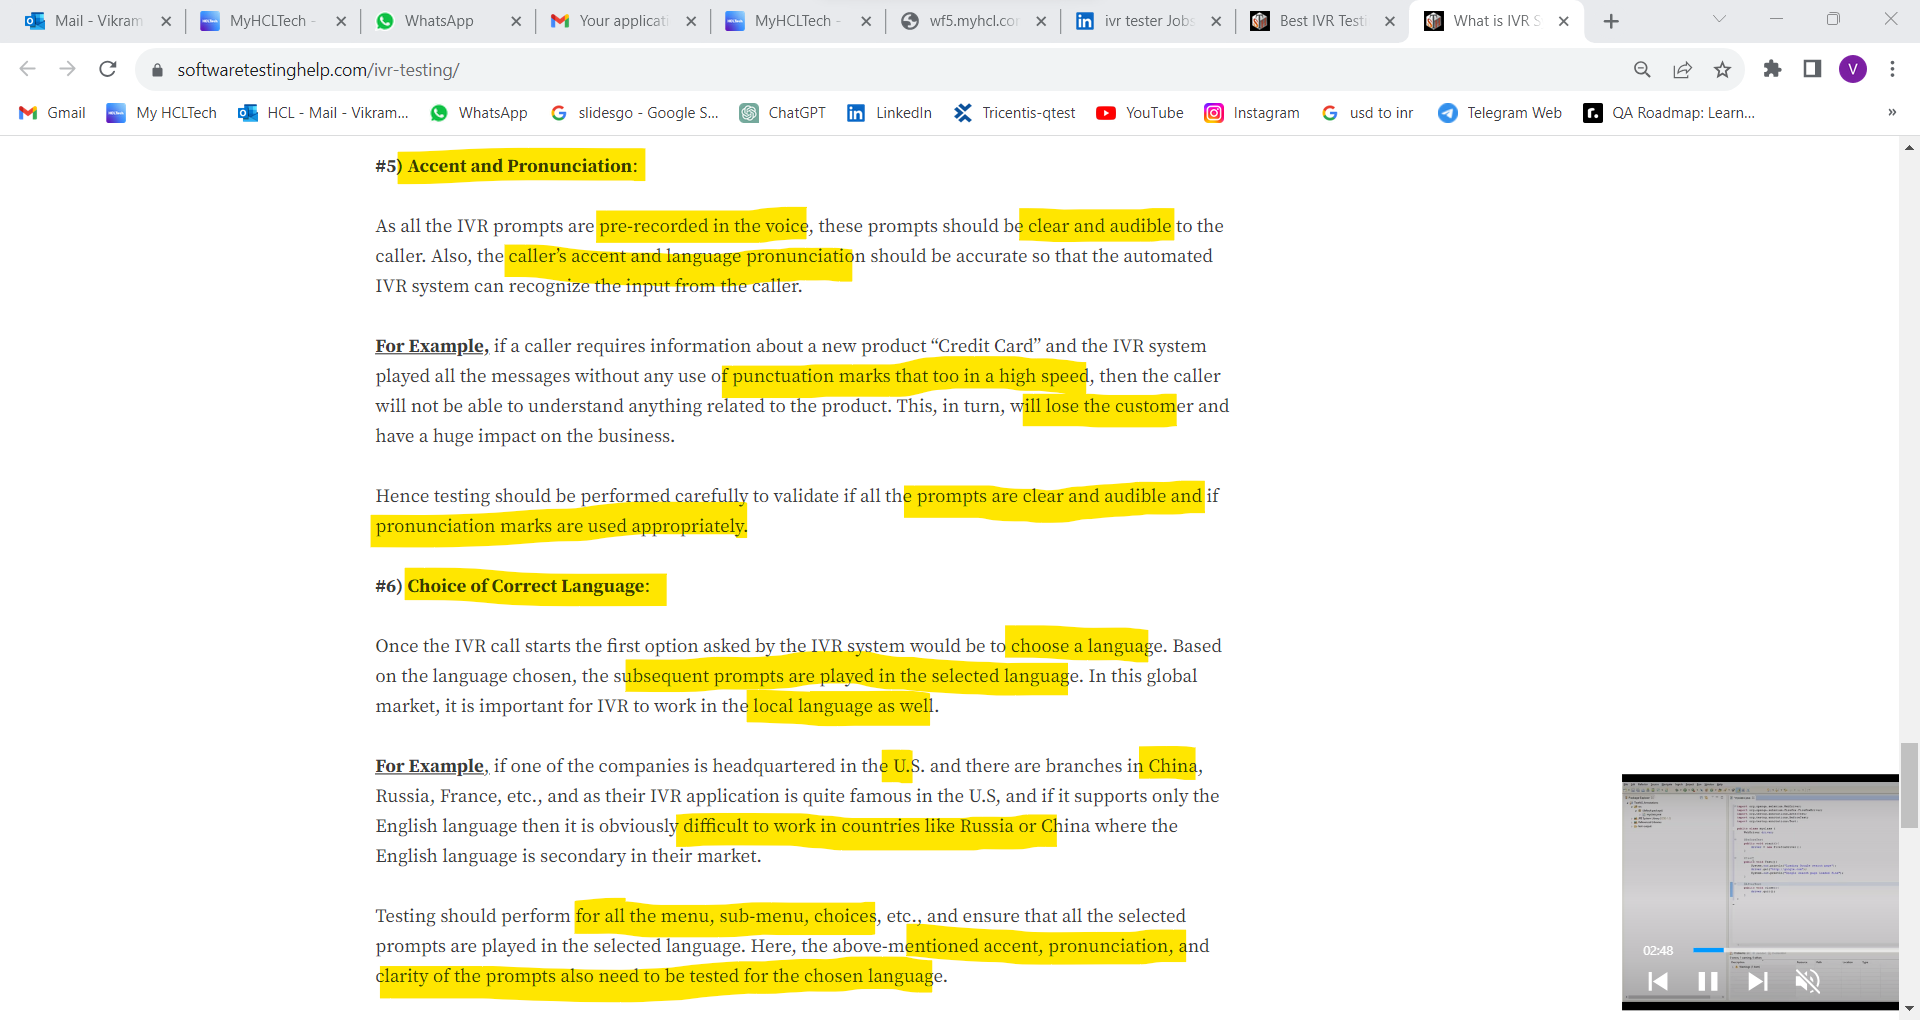 Mail - Vikram
MyHCLTech -
WhatsApp
Your applicati
MyHCLTech -
wf5.myhcl.cor
ivr tester Jobs
Best IVR Testi
What is IVR S
softwaretestinghelp.com/ivr-testing/
V
Gmail
My HCLTech
HCL - Mail - Vikram...
WhatsApp
slidesgo - Google S...
ChatGPT
LinkedIn
Tricentis-qtest
YouTube
Instagram
usd to inr
Telegram Web
QA Roadmap: Learn...
»
#5) Accent and Pronunciation:
As all the IVR prompts are pre-recorded in the voice, these prompts should be clear and audible to the
caller. Also, the caller’s accent and language pronunciation should be accurate so that the automated
IVR system can recognize the input from the caller.
For Example, if a caller requires information about a new product “Credit Card” and the IVR system
played all the messages without any use of punctuation marks that too in a high speed, then the caller
will not be able to understand anything related to the product. This, in turn, will lose the customer and
have a huge impact on the business.
Hence testing should be performed carefully to validate if all the prompts are clear and audible and if
pronunciation marks are used appropriately.
#6) Choice of Correct Language:
Once the IVR call starts the first option asked by the IVR system would be to choose a language. Based
on the language chosen, the subsequent prompts are played in the selected language. In this global
market, it is important for IVR to work in the local language as well.
For Example, if one of the companies is headquartered in the U.S. and there are branches in China,
Russia, France, etc., and as their IVR application is quite famous in the U.S, and if it supports only the
English language then it is obviously difficult to work in countries like Russia or China where the
English language is secondary in their market.
Testing should perform for all the menu, sub-menu, choices, etc., and ensure that all the selected
prompts are played in the selected language. Here, the above-mentioned accent, pronunciation, and
clarity of the prompts also need to be tested for the chosen language.
02:48